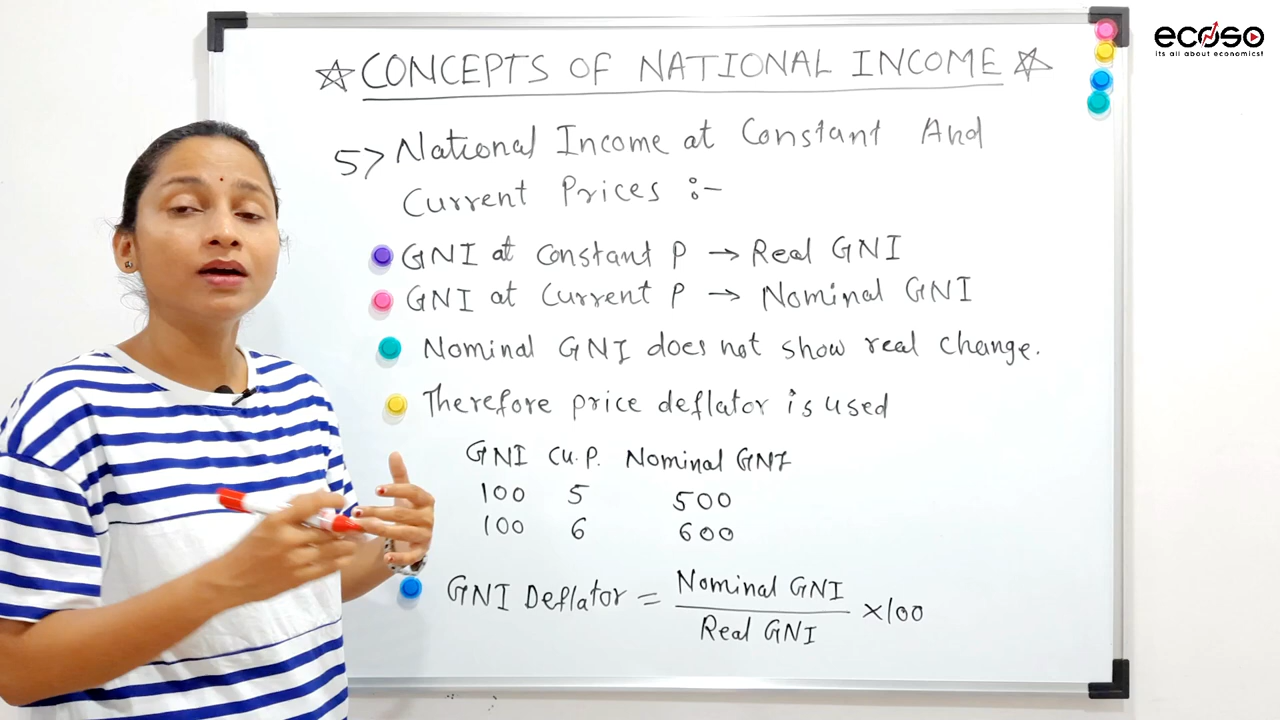 ecoso
its all about economics!
CONCEPTS OF NATIONAL INCOME
5> National Income at Constant And
Current Prices :-
GNI at Constant P → Real GNI
GNI at Current P → Nominal GNI
Nominal GNI does not show real change.
Therefore price deflator is used
GNI Cu. P. Nominal GNI
100 5 500
100 6 600
GNI Deflator = Nominal GNI
Real GNI ×100